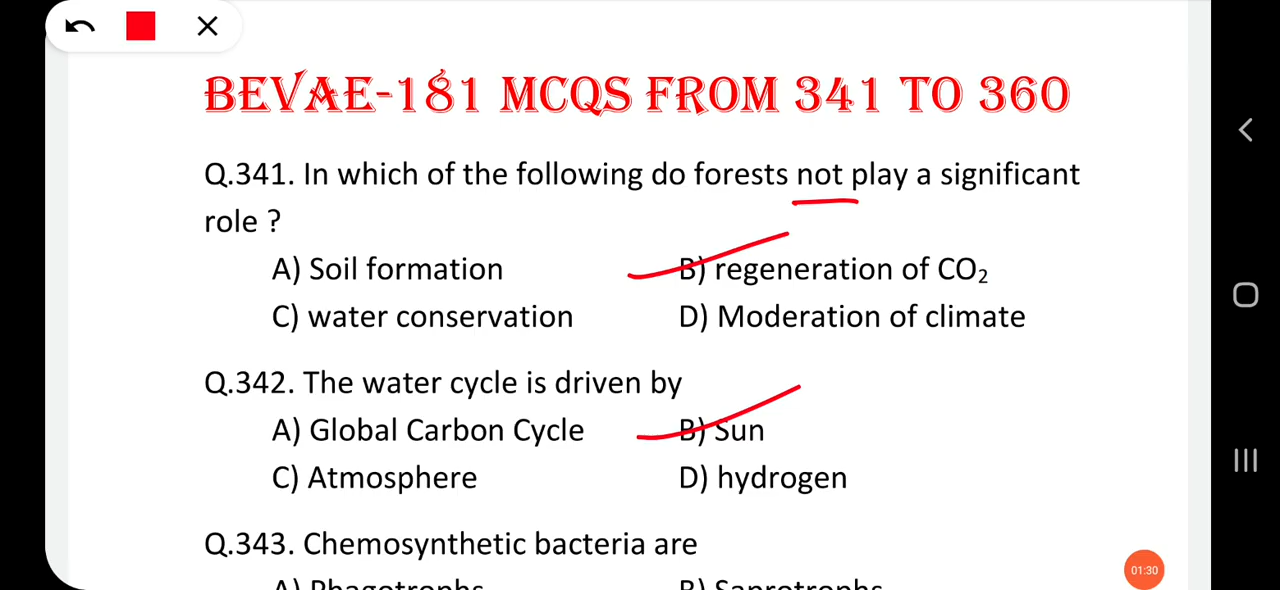 BEVAE-181 MCQS FROM 341 TO 360
Q.341. In which of the following do forests not play a significant
role ?
A) Soil formation B) regeneration of CO₂
C) water conservation D) Moderation of climate
Q.342. The water cycle is driven by
A) Global Carbon Cycle B) Sun
C) Atmosphere D) hydrogen
Q.343. Chemosynthetic bacteria are
A) Phagotrophs B) Saprotrophs
01:30